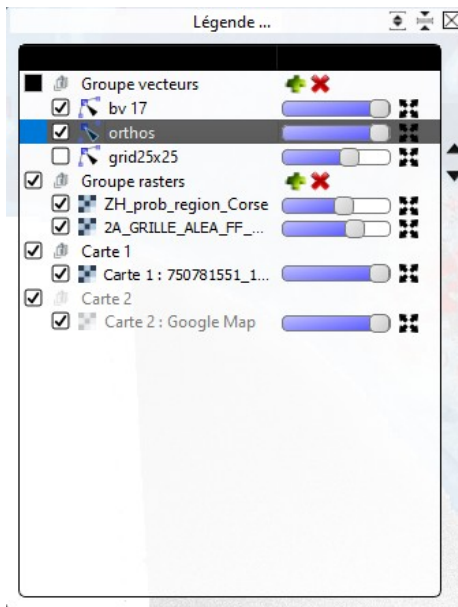 Légende ...
Groupe vecteurs
bv 17
orthos
grid25x25
Groupe rasters
ZH_prob_region_Corse
2A_GRILLE_ALEA_FF_...
Carte 1
Carte 1 : 750781551_1...
Carte 2
Carte 2 : Google Map